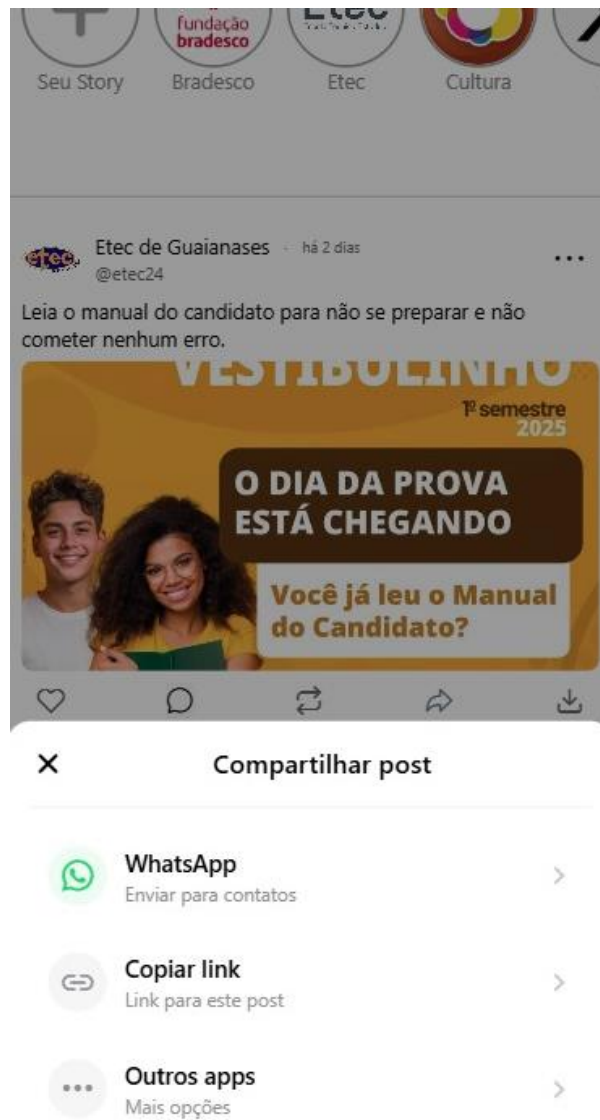 fundação
bradesco
Etec
Seu Story
Bradesco
Etec
Cultura
etec
Etec de Guaianases · há 2 dias
@etec24
Leia o manual do candidato para não se preparar e não
cometer nenhum erro.
VESTIBULINHO
1º semestre
2025
O DIA DA PROVA
ESTÁ CHEGANDO
Você já leu o Manual
do Candidato?
Compartilhar post
WhatsApp
Enviar para contatos
Copiar link
Link para este post
Outros apps
Mais opções